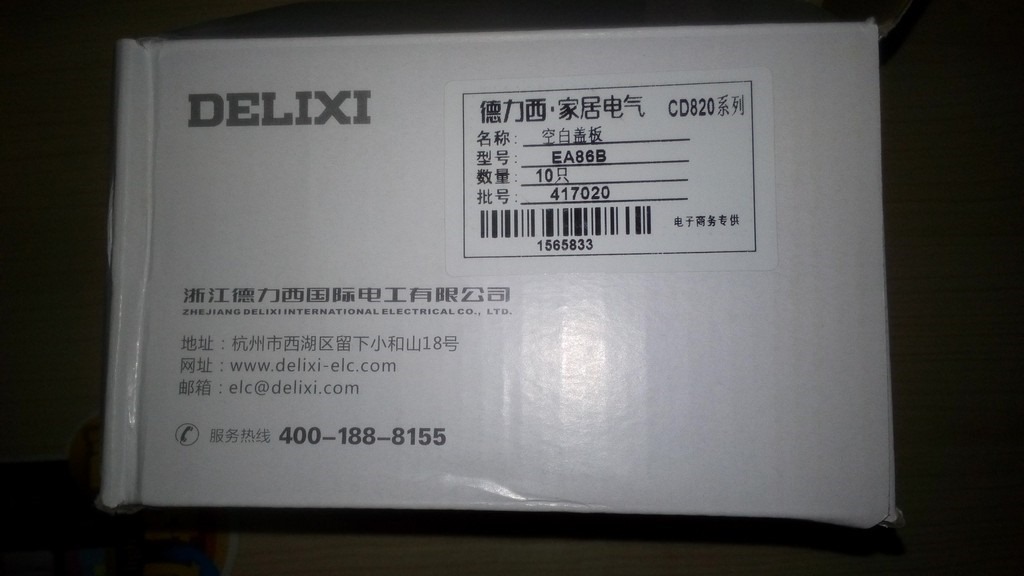 DELIXI
德力西·家居电气 CD820系列
名称: 空白盖板
型号: EA86B
数量: 10只
批号: 417020
电子商务专供
1565833
浙江德力西国际电工有限公司
ZHEJIANG DELIXI INTERNATIONAL ELECTRICAL CO., LTD.
地址:杭州市西湖区留下小和山18号
网址:www.delixi-elc.com
邮箱:elc@delixi.com
服务热线 400-188-8155